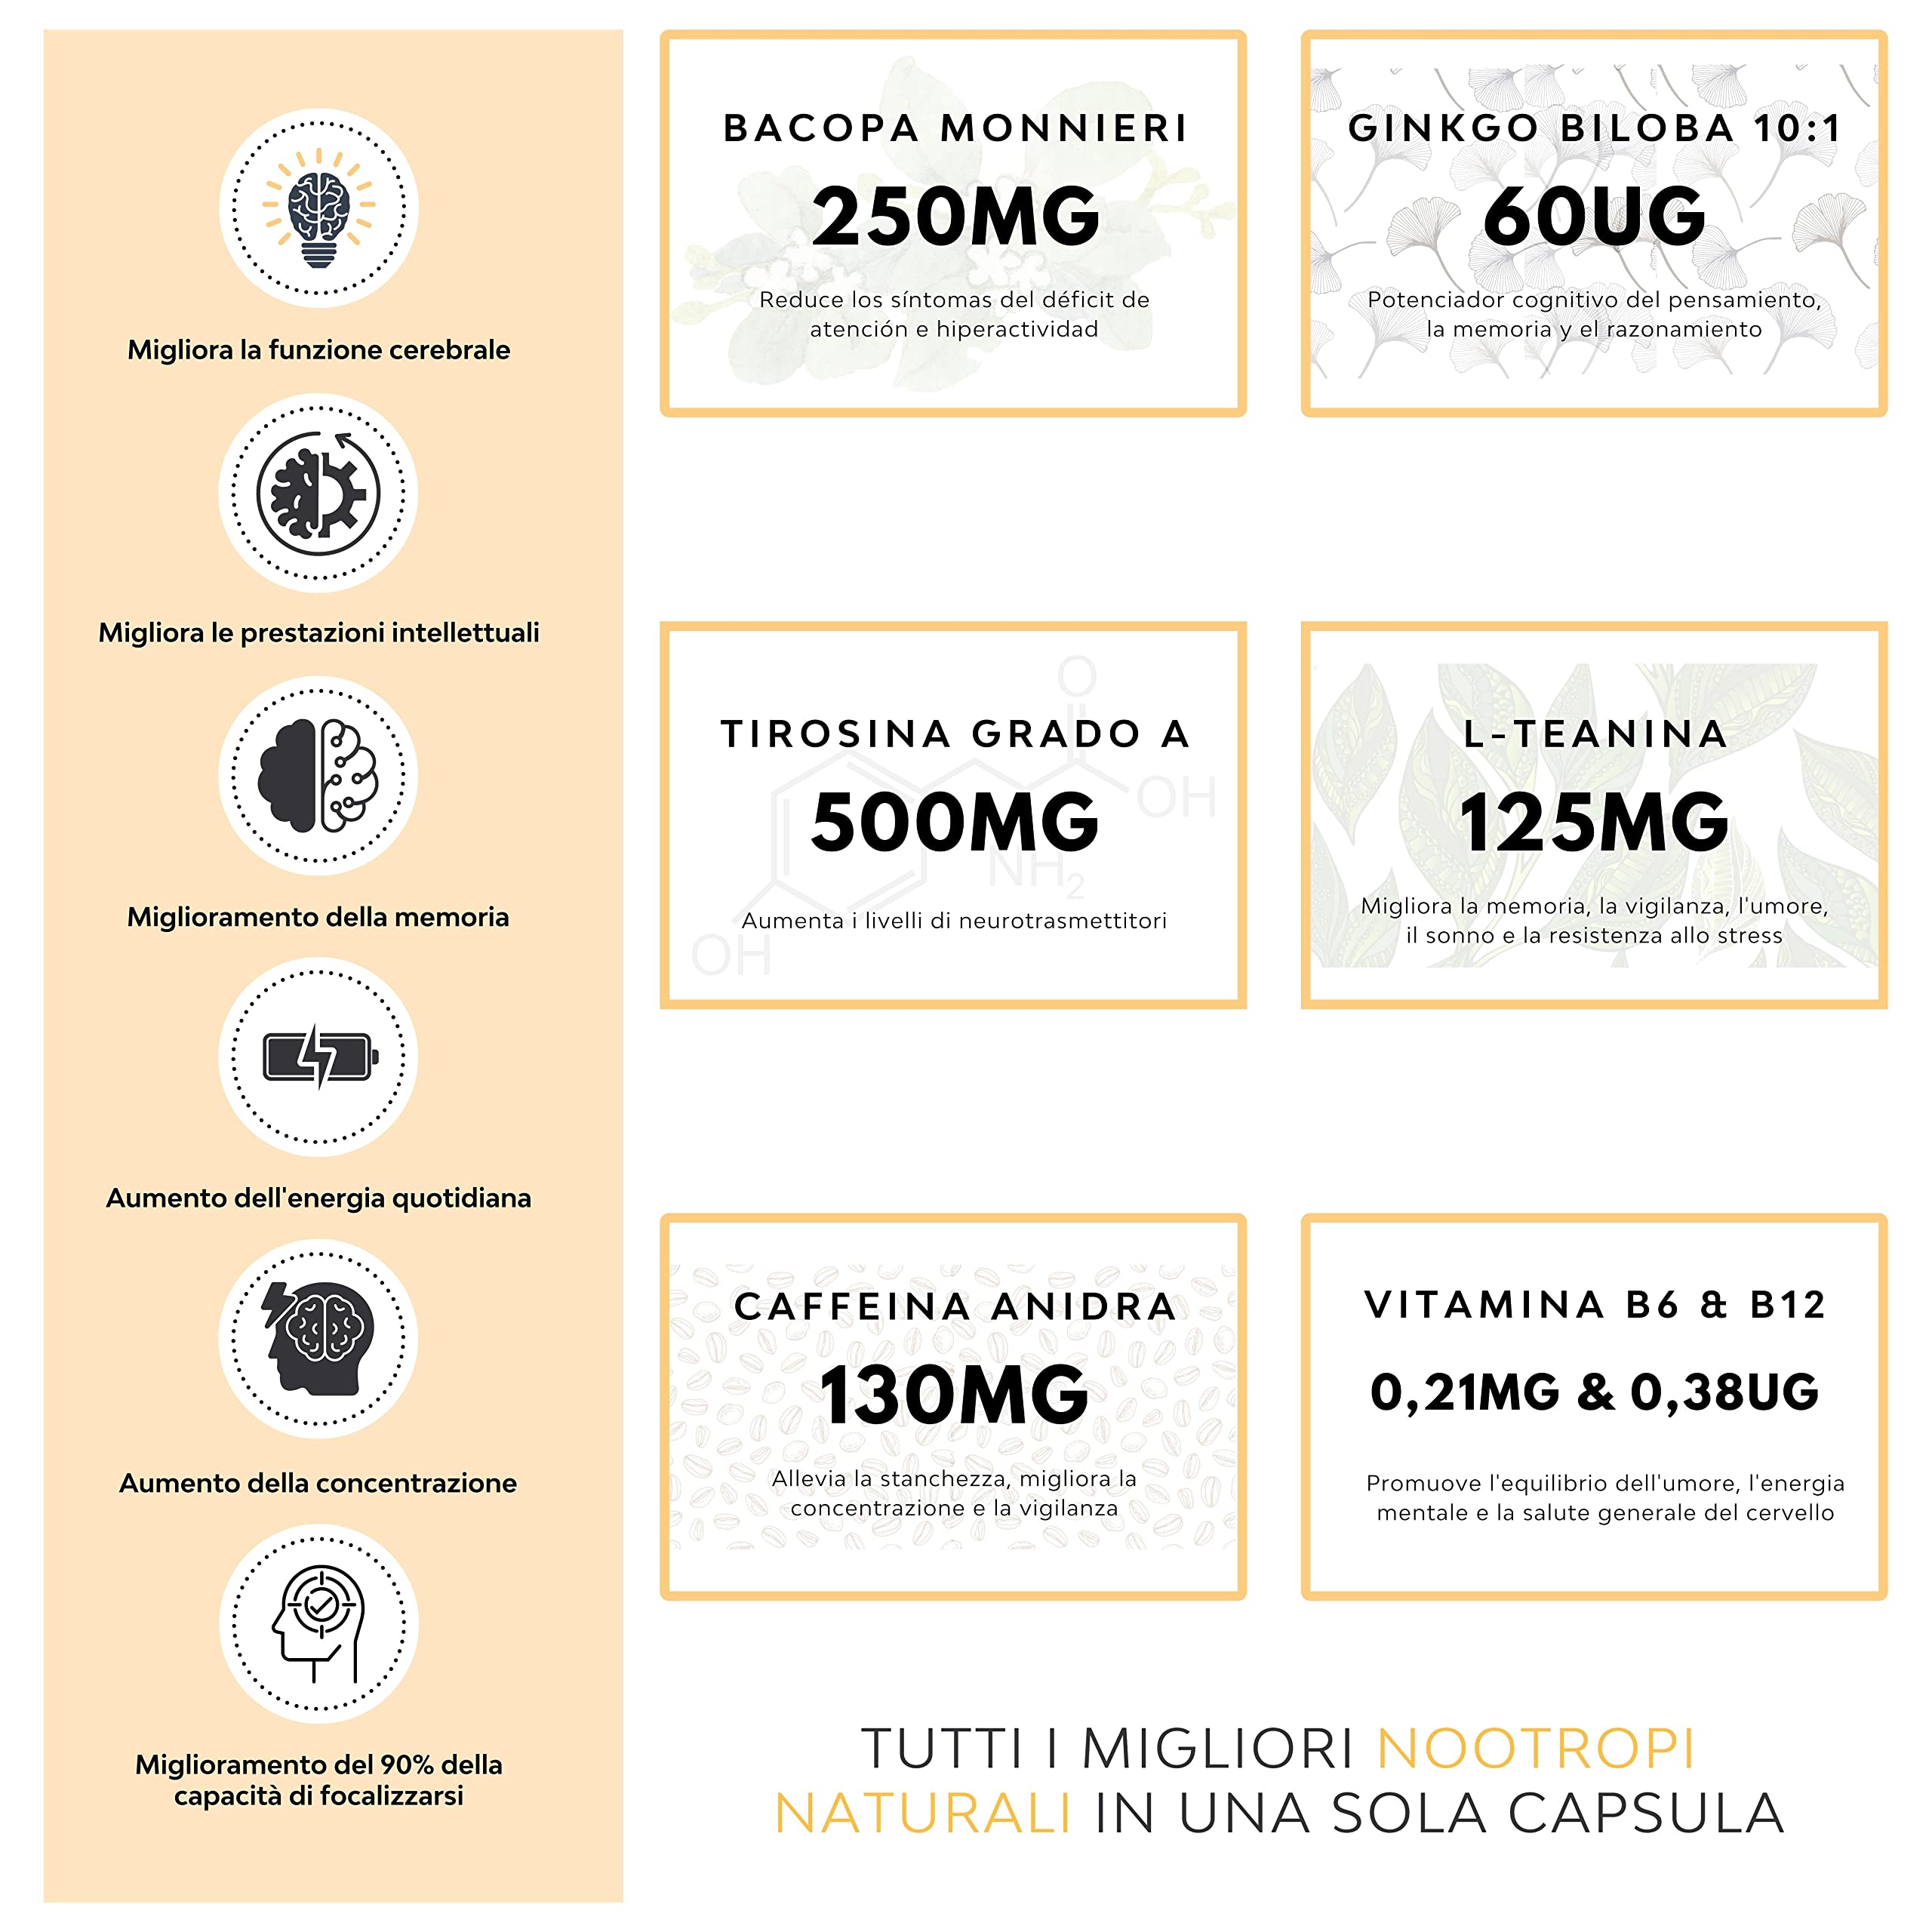 Migliora la funzione cerebrale
Migliora le prestazioni intellettuali
Miglioramento della memoria
Aumento dell'energia quotidiana
Aumento della concentrazione
Miglioramento del 90% della
capacità di focalizzarsi
BACOPA MONNIERI
250MG
Reduce los síntomas del déficit de
atención e hiperactividad
GINKGO BILOBA 10:1
60UG
Potenciador cognitivo del pensamiento,
la memoria y el razonamiento
TIROSINA GRADO A
500MG
Aumenta i livelli di neurotrasmettitori
O
OH
NH2
OH
L-TEANINA
125MG
Migliora la memoria, la vigilanza, l'umore,
il sonno e la resistenza allo stress
CAFFEINA ANIDRA
130MG
Allevia la stanchezza, migliora la
concentrazione e la vigilanza
VITAMINA B6 & B12
0,21MG & 0,38UG
Promuove l'equilibrio dell'umore, l'energia
mentale e la salute generale del cervello
TUTTI I MIGLIORI NOOTROPI
NATURALI IN UNA SOLA CAPSULA